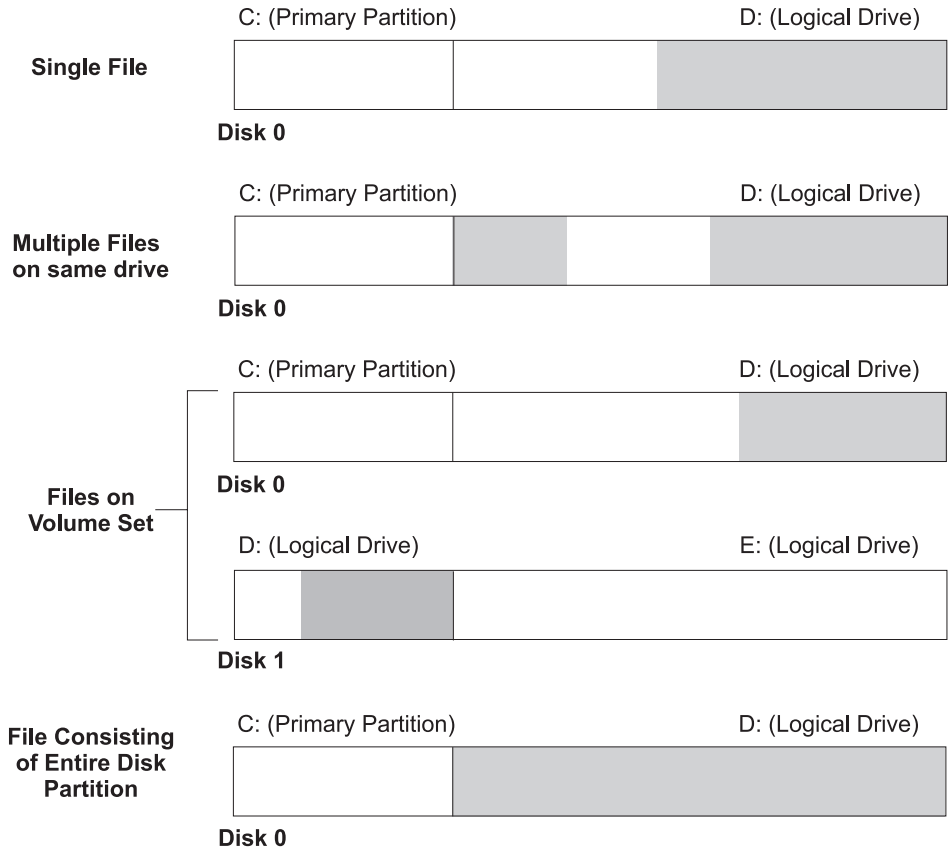 C: (Primary Partition) D: (Logical Drive)
Single File
Disk 0
C: (Primary Partition) D: (Logical Drive)
Multiple Files
on same drive
Disk 0
C: (Primary Partition) D: (Logical Drive)
Disk 0
Files on
Volume Set
D: (Logical Drive) E: (Logical Drive)
Disk 1
C: (Primary Partition) D: (Logical Drive)
File Consisting
of Entire Disk
Partition
Disk 0